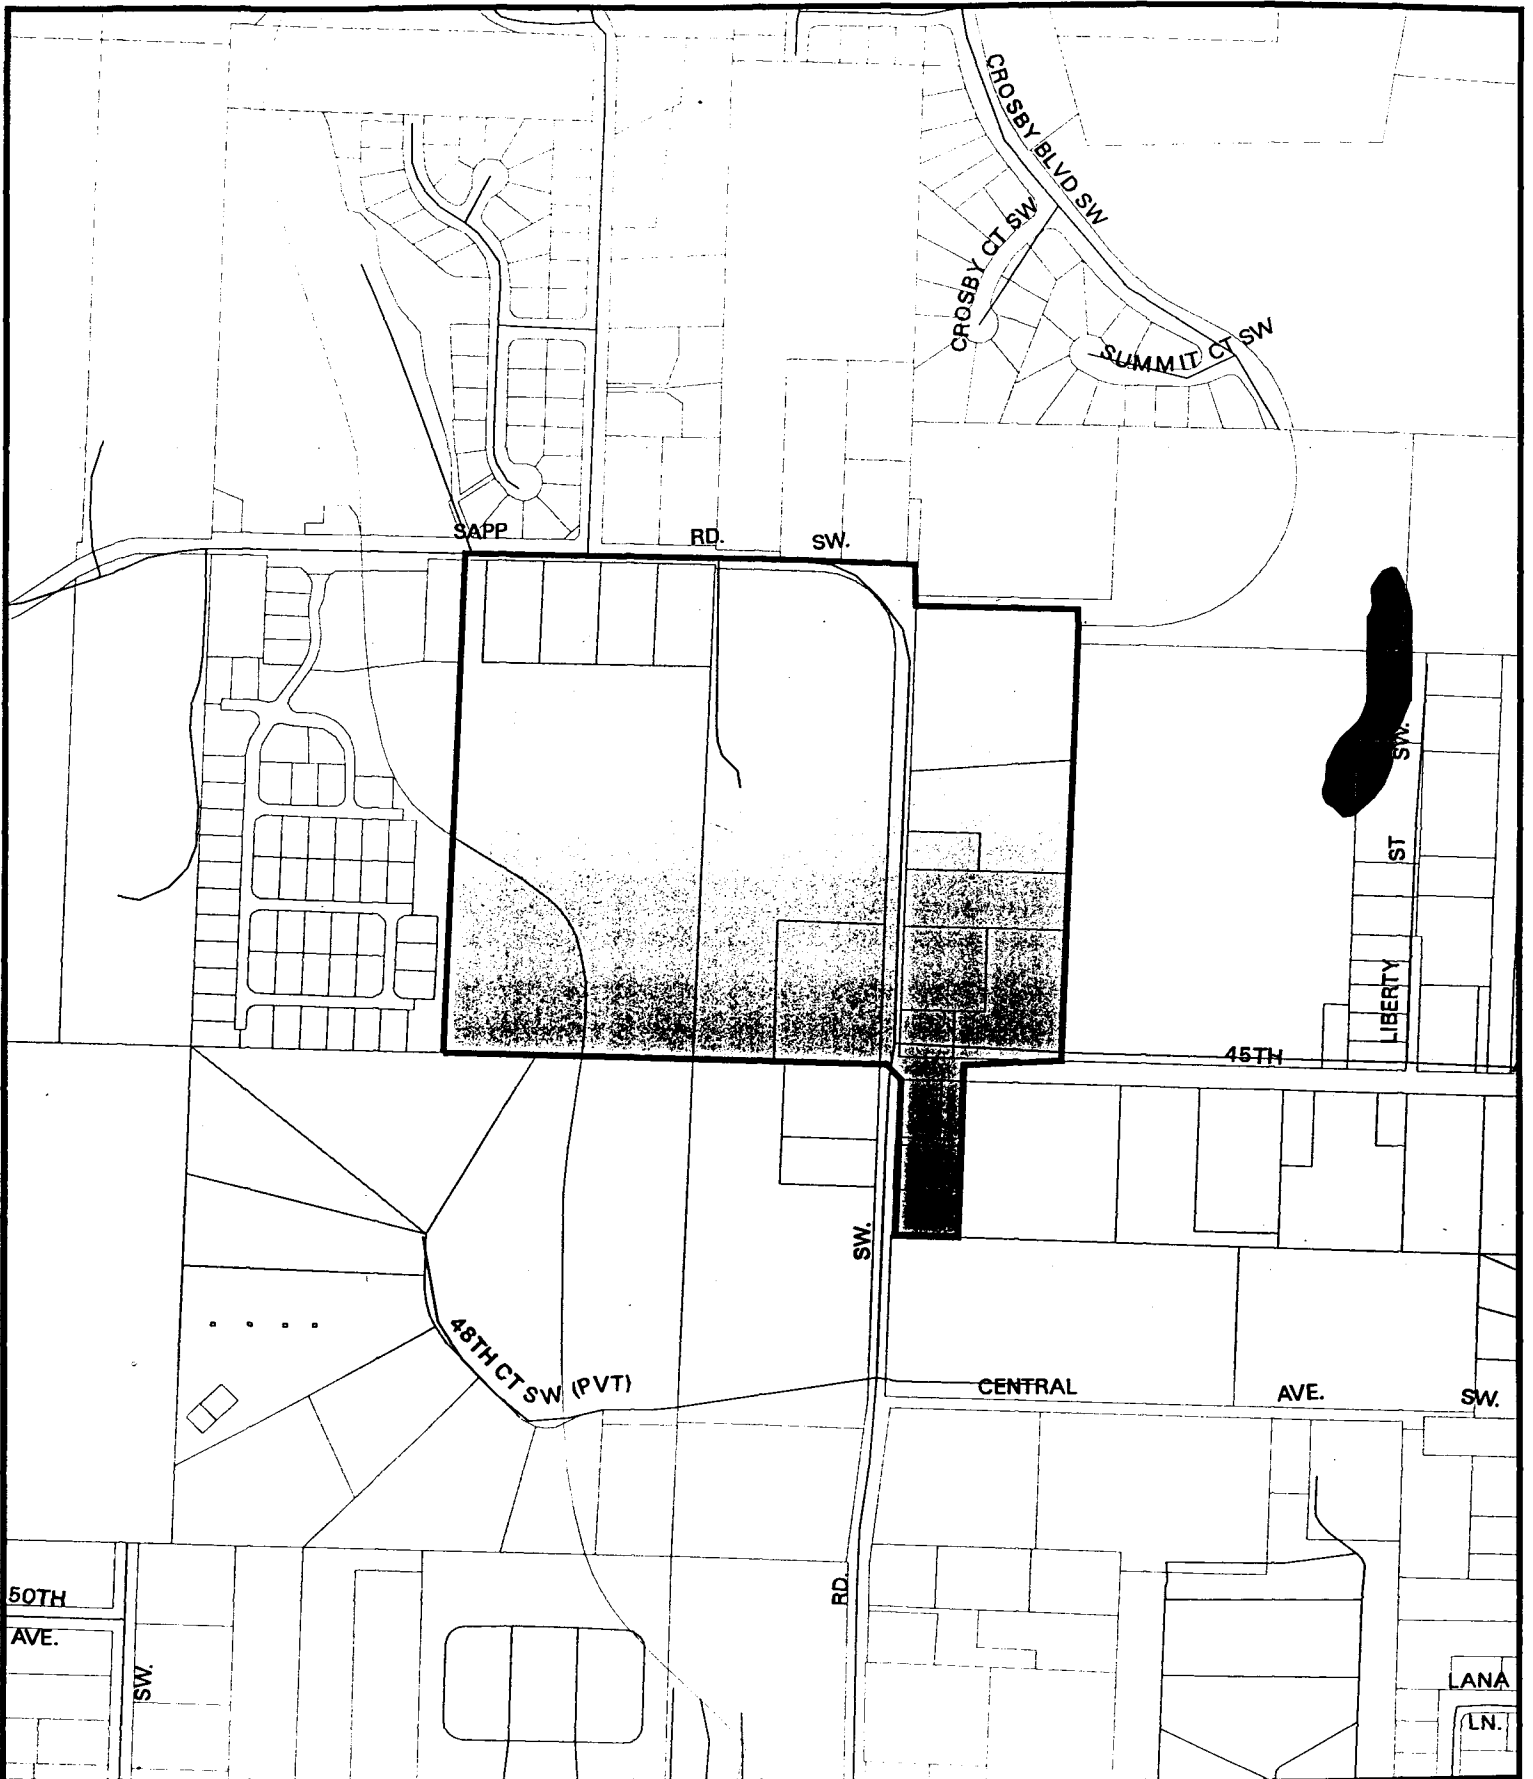 CROSBY BLVD SW
CROSBY CT SW
SUMMIT CT SW
SAPP RD. SW.
SW.
ST
LIBERTY
45TH
SW.
48TH CT SW (PVT)
CENTRAL AVE. SW.
RD.
50TH
AVE.
SW.
LANA
LN.